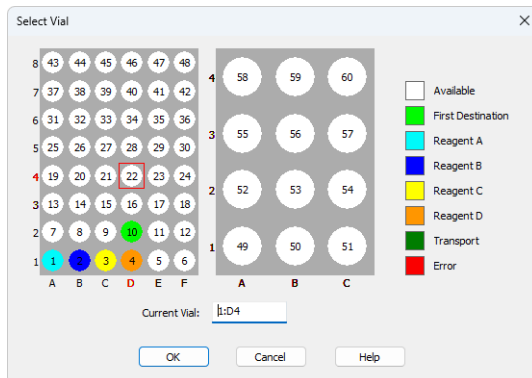 Select Vial
8 43 44 45 46 47 48
7 37 38 39 40 41 42
6 31 32 33 34 35 36
5 25 26 27 28 29 30
4 19 20 21 22 23 24
3 13 14 15 16 17 18
2 7 8 9 10 11 12
1 1 2 3 4 5 6
A B C D E F
4 58 59 60
3 55 56 57
2 52 53 54
1 49 50 51
A B C
Available
First Destination
Reagent A
Reagent B
Reagent C
Reagent D
Transport
Error
Current Vial: 1:D4
OK Cancel Help